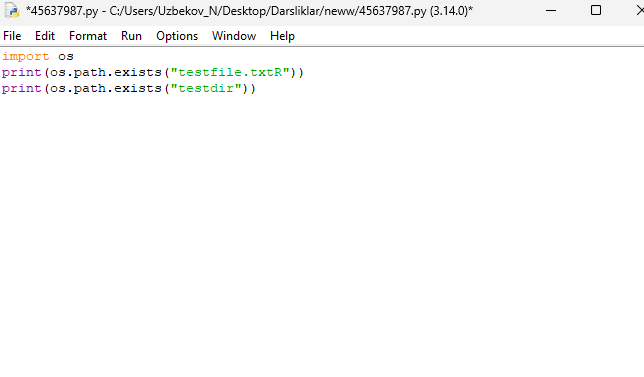 *45637987.py - C:/Users/Uzbekov_N/Desktop/Darsliklar/neww/45637987.py (3.14.0)*
File Edit Format Run Options Window Help
import os
print(os.path.exists("testfile.txtR"))
print(os.path.exists("testdir"))